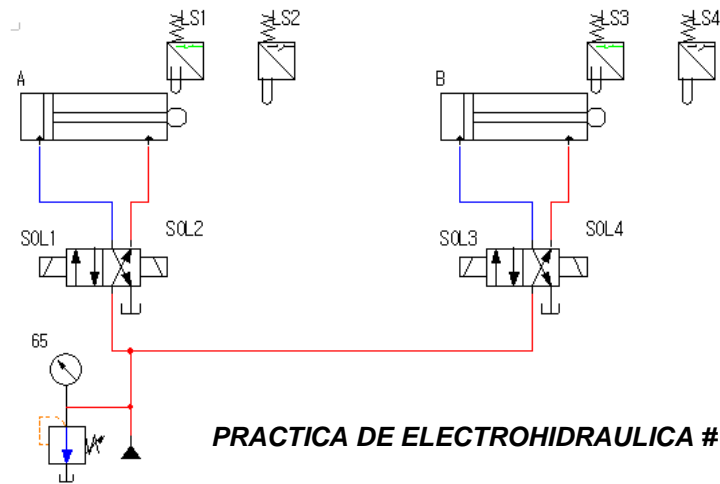 LS1 LS2 LS3 LS4
A B
SOL1 SOL2 SOL3 SOL4
65
PRACTICA DE ELECTROHIDRAULICA #